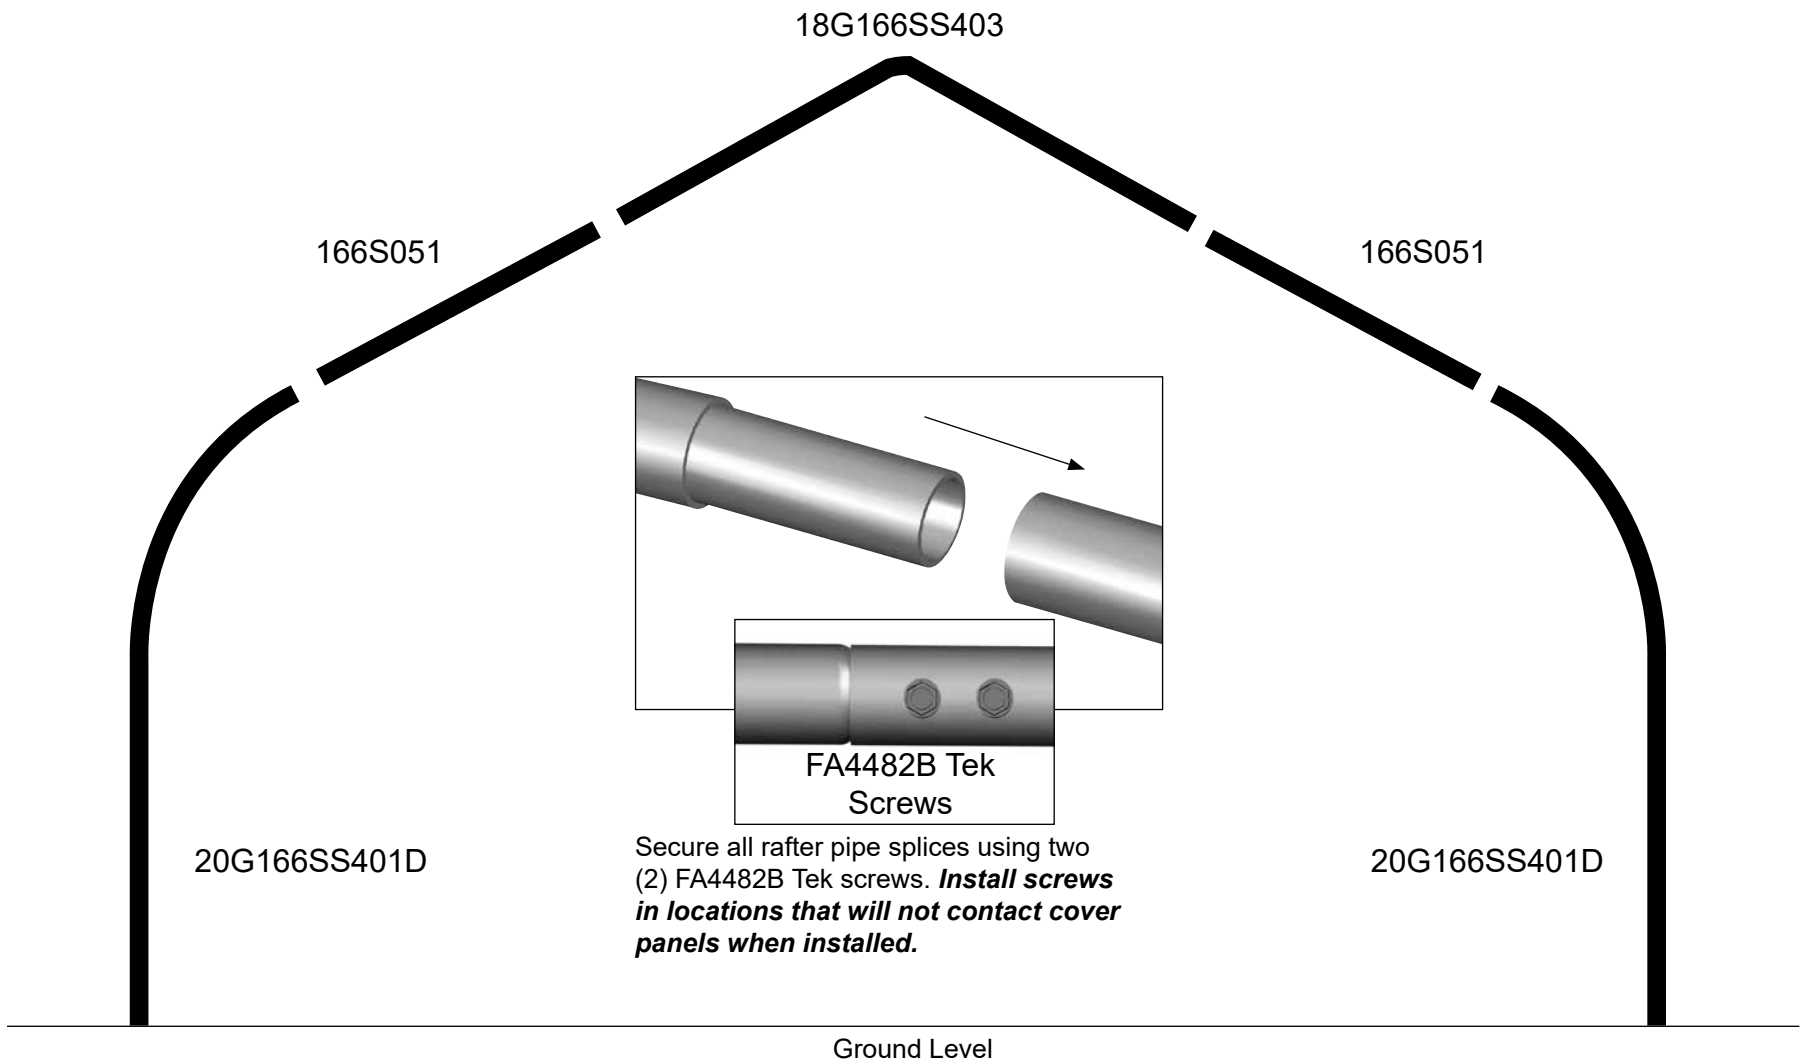 18G166SS403
166S051
166S051
FA4482B Tek
Screws
Secure all rafter pipe splices using two
(2) FA4482B Tek screws. Install screws
in locations that will not contact cover
panels when installed.
20G166SS401D
20G166SS401D
Ground Level